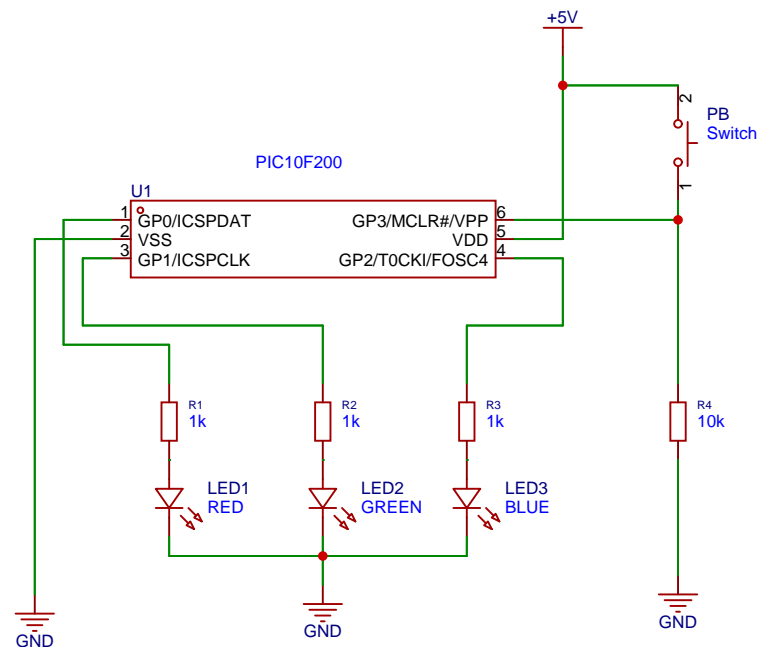 +5V
2
PB
Switch
1
PIC10F200
U1
1 GP0/ICSPDAT GP3/MCLR#/VPP 6
2 VSS VDD 5
3 GP1/ICSPCLK GP2/T0CKI/FOSC4 4
R1
1k
R2
1k
R3
1k
R4
10k
LED1
RED
LED2
GREEN
LED3
BLUE
GND
GND
GND